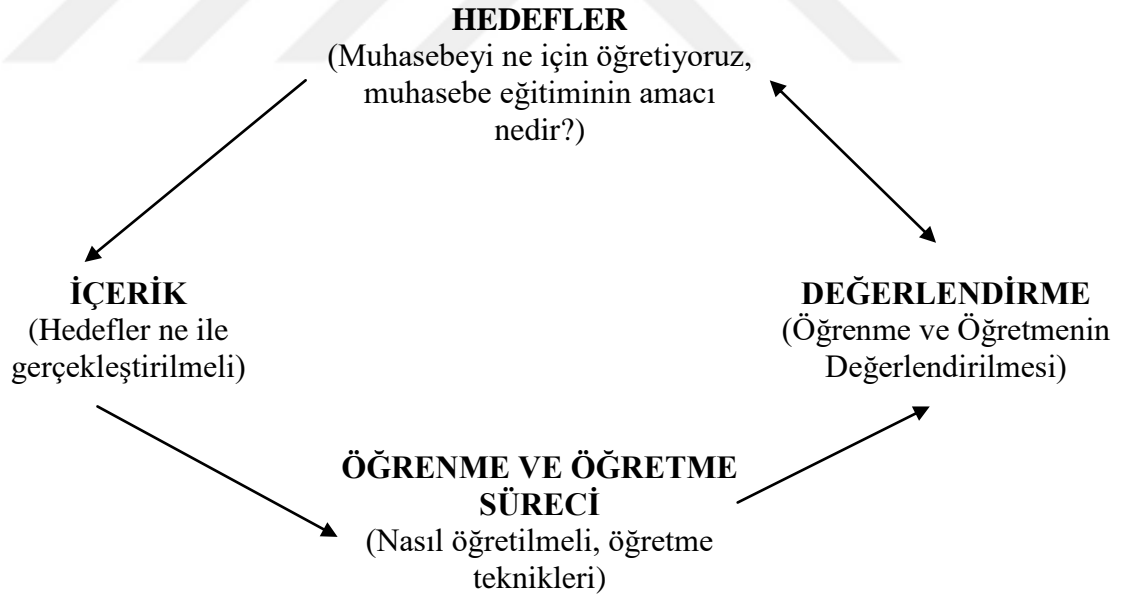 HEDEFLER
(Muhasebeyi ne için öğretiyoruz,
muhasebe eğitiminin amacı
nedir?)
İÇERİK
(Hedefler ne ile
gerçekleştirilmeli)
DEĞERLENDİRME
(Öğrenme ve Öğretmenin
Değerlendirilmesi)
ÖĞRENME VE ÖĞRETME
SÜRECİ
(Nasıl öğretilmeli, öğretme
teknikleri)